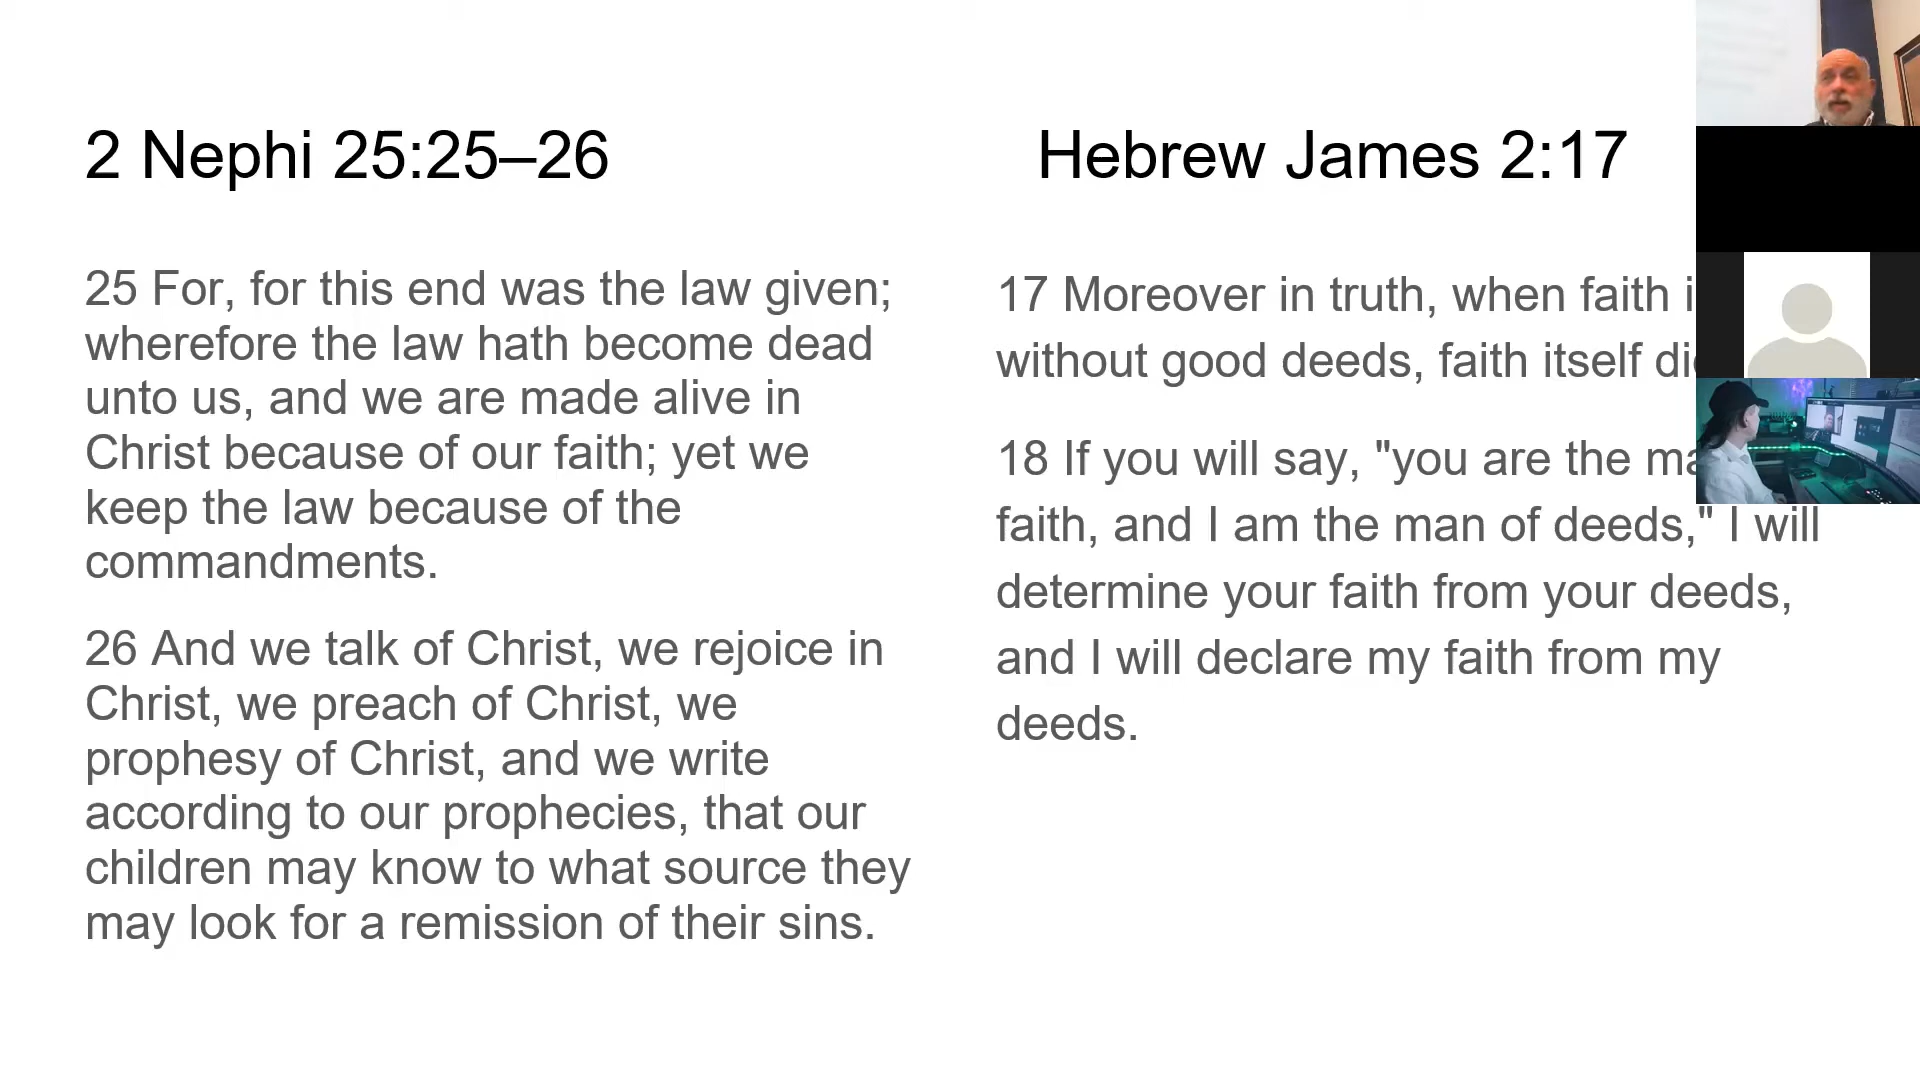 2 Nephi 25:25–26
25 For, for this end was the law given;
wherefore the law hath become dead
unto us, and we are made alive in
Christ because of our faith; yet we
keep the law because of the
commandments.
26 And we talk of Christ, we rejoice in
Christ, we preach of Christ, we
prophesy of Christ, and we write
according to our prophecies, that our
children may know to what source they
may look for a remission of their sins.
Hebrew James 2:17
17 Moreover in truth, when faith
without good deeds, faith itself
18 If you will say, "you are the
faith, and I am the man of deeds," I will
determine your faith from your deeds,
and I will declare my faith from my
deeds.